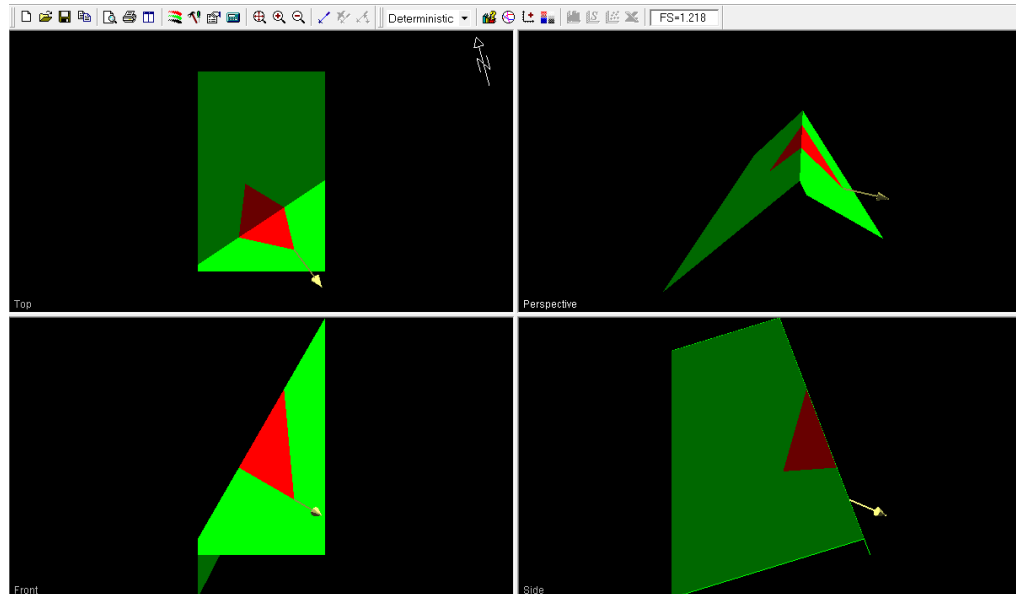 Deterministic
FS=1.218
N
Top
Perspective
Front
Side